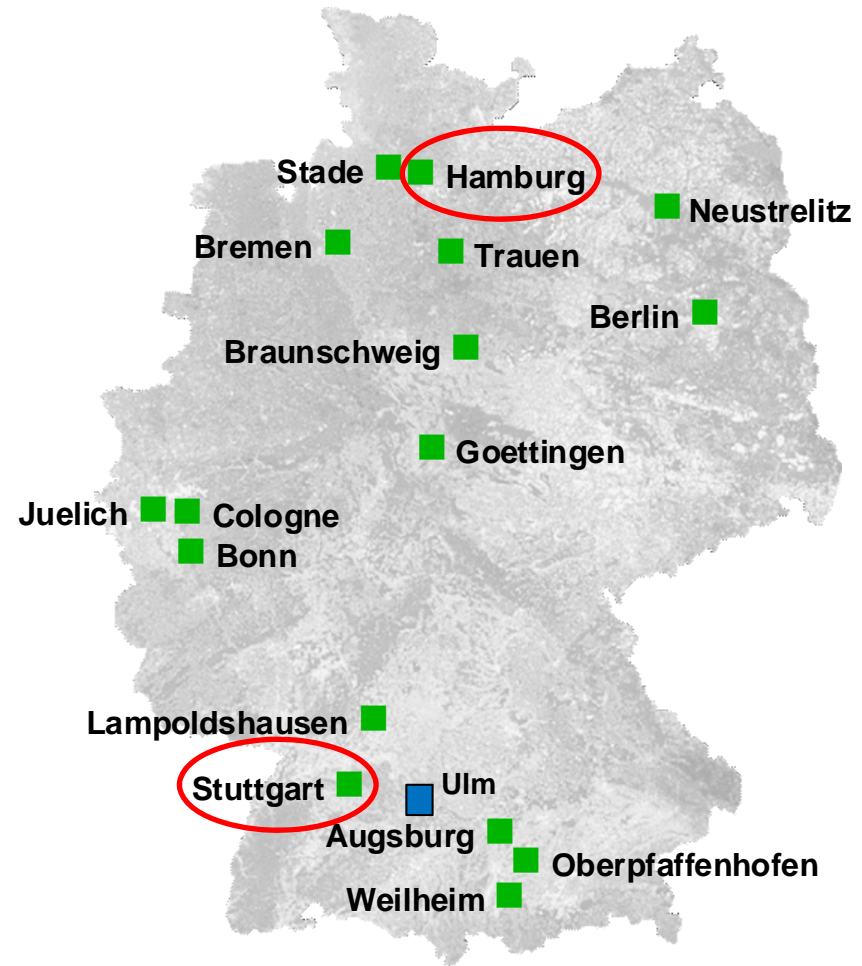 Stade
Hamburg
Neustrelitz
Bremen
Trauen
Berlin
Braunschweig
Goettingen
Juelich
Cologne
Bonn
Lampoldshausen
Stuttgart
Ulm
Augsburg
Oberpfaffenhofen
Weilheim